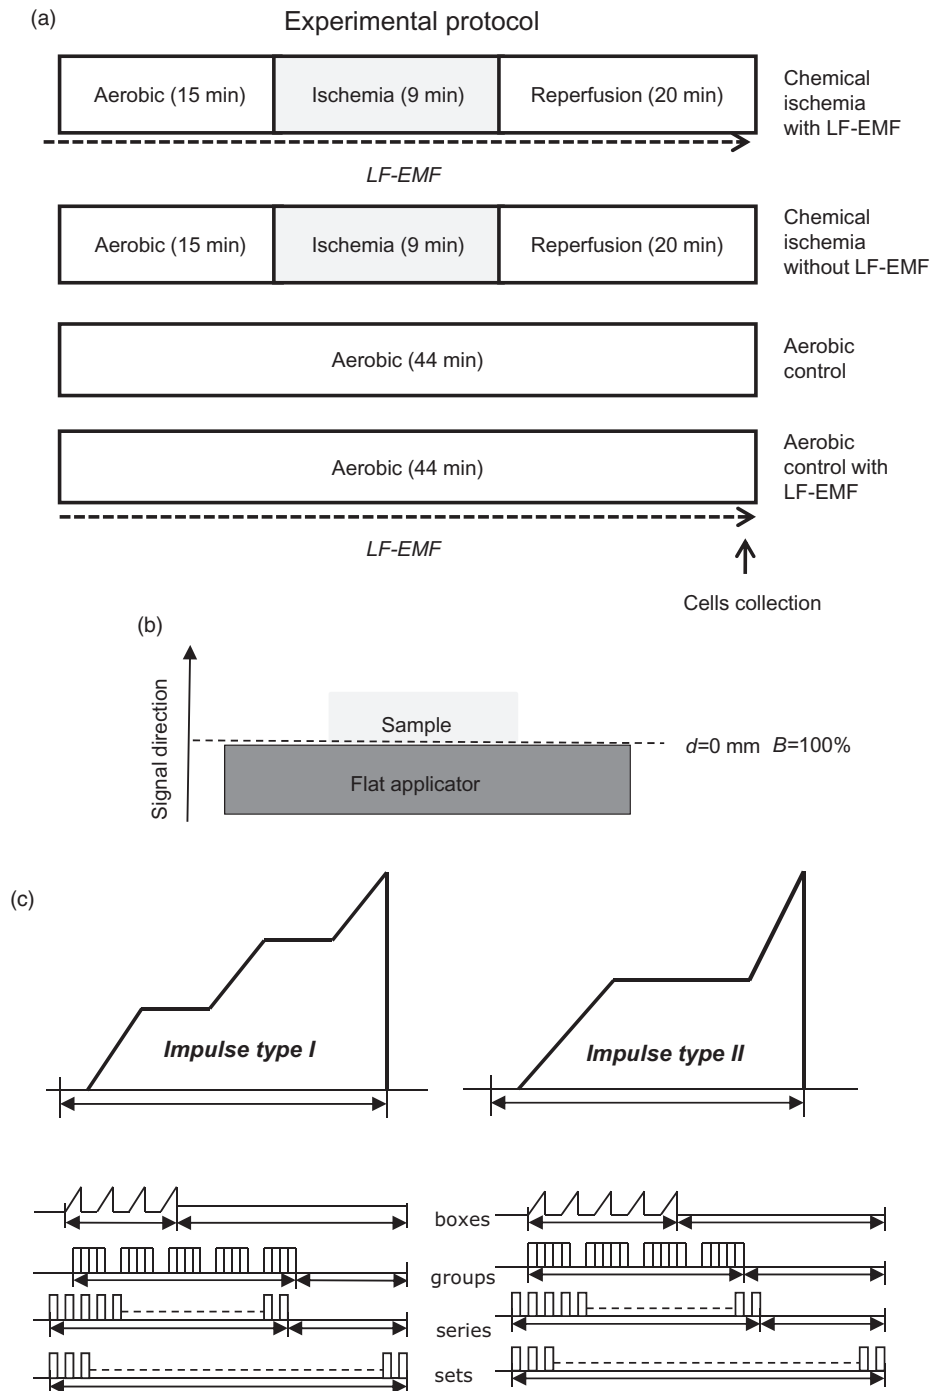 (a)
Experimental protocol
Aerobic (15 min)
Ischemia (9 min)
Reperfusion (20 min)
Chemical
ischemia
with LF-EMF
LF-EMF
Aerobic (15 min)
Ischemia (9 min)
Reperfusion (20 min)
Chemical
ischemia
without LF-EMF
Aerobic (44 min)
Aerobic
control
Aerobic (44 min)
Aerobic
control with
LF-EMF
LF-EMF
Cells collection
(b)
Signal direction
Sample
d=0 mm B=100%
Flat applicator
(c)
Impulse type I
Impulse type II
boxes
groups
series
sets